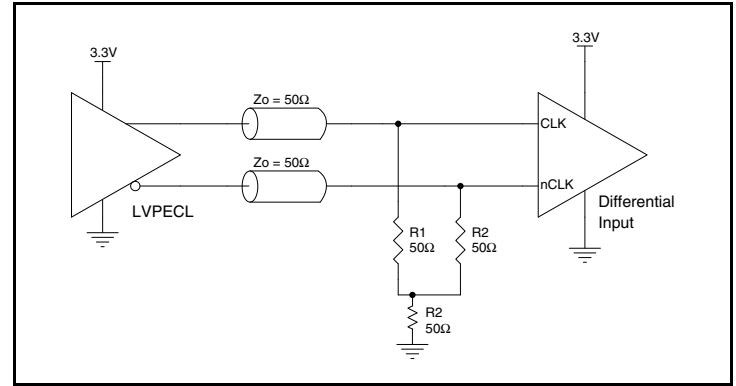 3.3V
3.3V
Zo = 50Ω
CLK
Zo = 50Ω
nCLK
LVPECL
Differential
Input
R1
50Ω
R2
50Ω
R2
50Ω